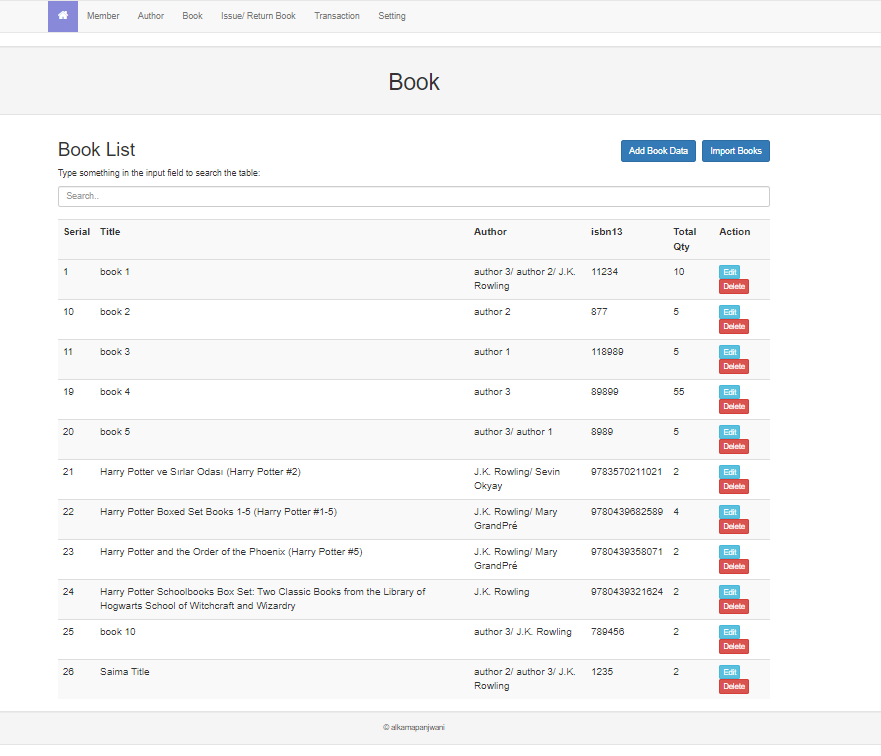 Member Author Book Issue/ Return Book Transaction Setting
Book
Book List
Add Book Data Import Books
Type something in the input field to search the table:
Search..
Serial Title Author isbn13 Total
Qty Action
1 book 1 author 3/ author 2/ J.K.
Rowling 11234 10 Edit
Delete
10 book 2 author 2 877 5 Edit
Delete
11 book 3 author 1 118989 5 Edit
Delete
19 book 4 author 3 89899 55 Edit
Delete
20 book 5 author 3/ author 1 8989 5 Edit
Delete
21 Harry Potter ve Sırlar Odası (Harry Potter #2) J.K. Rowling/ Sevin
Okyay 9783570211021 2 Edit
Delete
22 Harry Potter Boxed Set Books 1-5 (Harry Potter #1-5) J.K. Rowling/ Mary
GrandPré 9780439682589 4 Edit
Delete
23 Harry Potter and the Order of the Phoenix (Harry Potter #5) J.K. Rowling/ Mary
GrandPré 9780439358071 2 Edit
Delete
24 Harry Potter Schoolbooks Box Set: Two Classic Books from the Library of
Hogwarts School of Witchcraft and Wizardry J.K. Rowling 9780439321624 2 Edit
Delete
25 book 10 author 3/ J.K. Rowling 789456 2 Edit
Delete
26 Saima Title author 2/ author 3/ J.K.
Rowling 1235 2 Edit
Delete
© alkamapanjwani